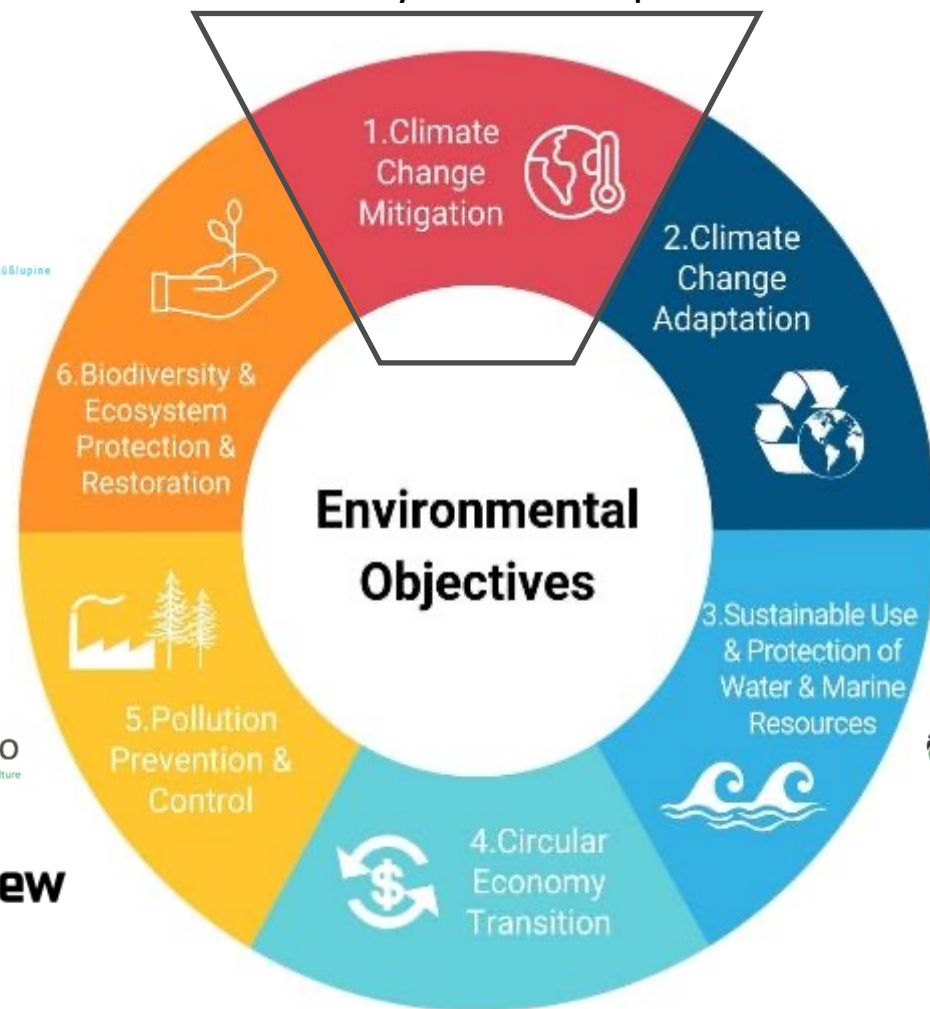 1.Climate
Change
Mitigation
2.Climate
Change
Adaptation
üßlupine
6.Biodiversity &
Ecosystem
Protection &
Restoration
Environmental
Objectives
3.Sustainable Use
& Protection of
Water & Marine
Resources
5.Pollution
Prevention &
Control
4.Circular
Economy
Transition
$
ew